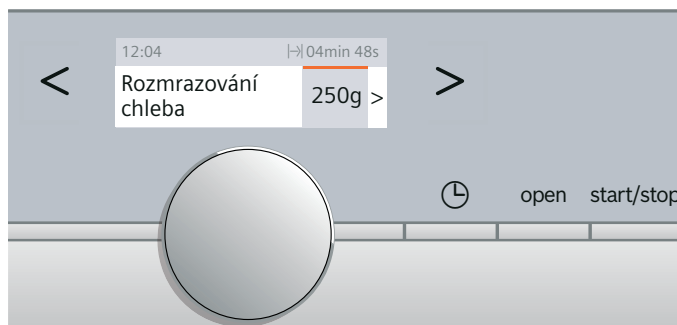 12:04 |→| 04min 48s
< Rozmrazování chleba 250g > >
open start/stop